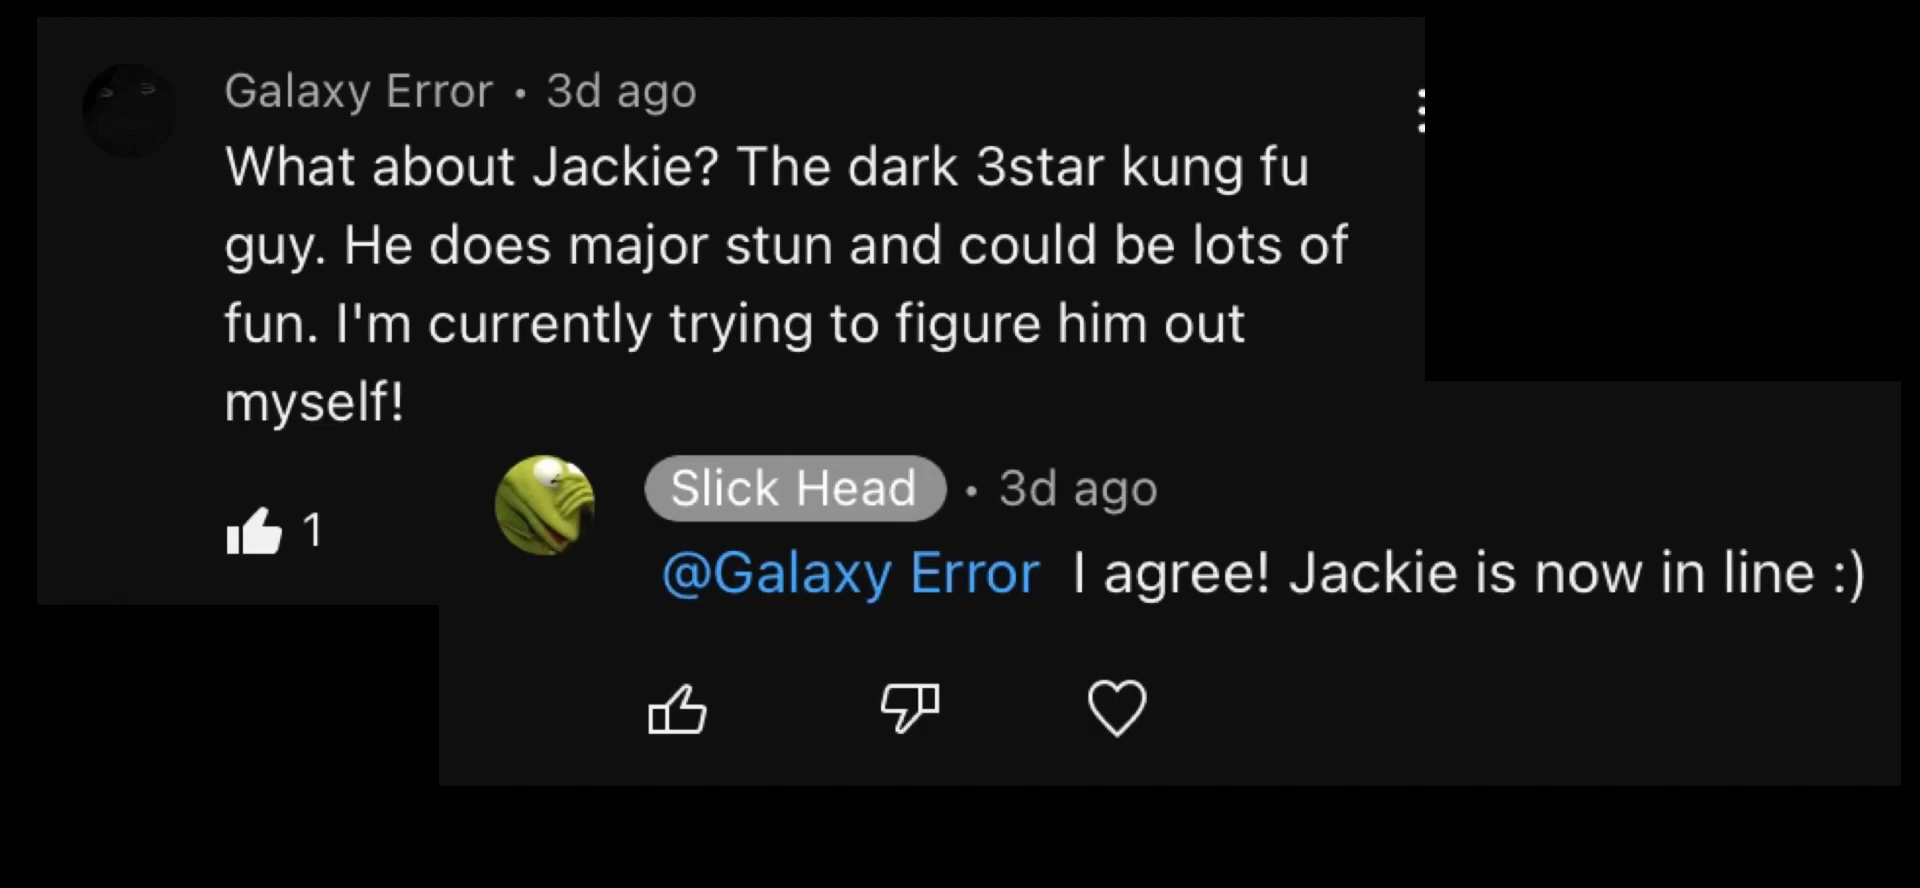 Galaxy Error • 3d ago
What about Jackie? The dark 3star kung fu
guy. He does major stun and could be lots of
fun. I'm currently trying to figure him out
myself!
1
Slick Head • 3d ago
@Galaxy Error I agree! Jackie is now in line :)